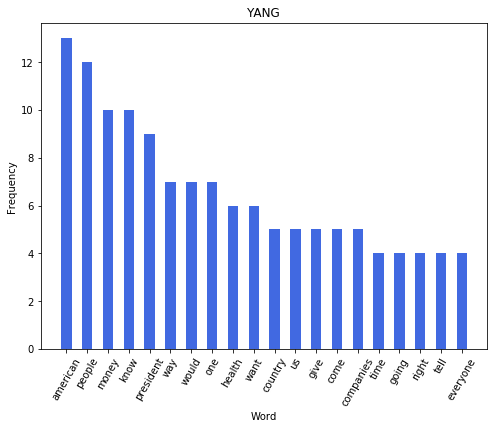 YANG
Frequency
12
10
8
6
4
2
0
american
people
money
know
president
way
would
one
health
want
country
us
give
come
companies
time
going
right
tell
everyone
Word